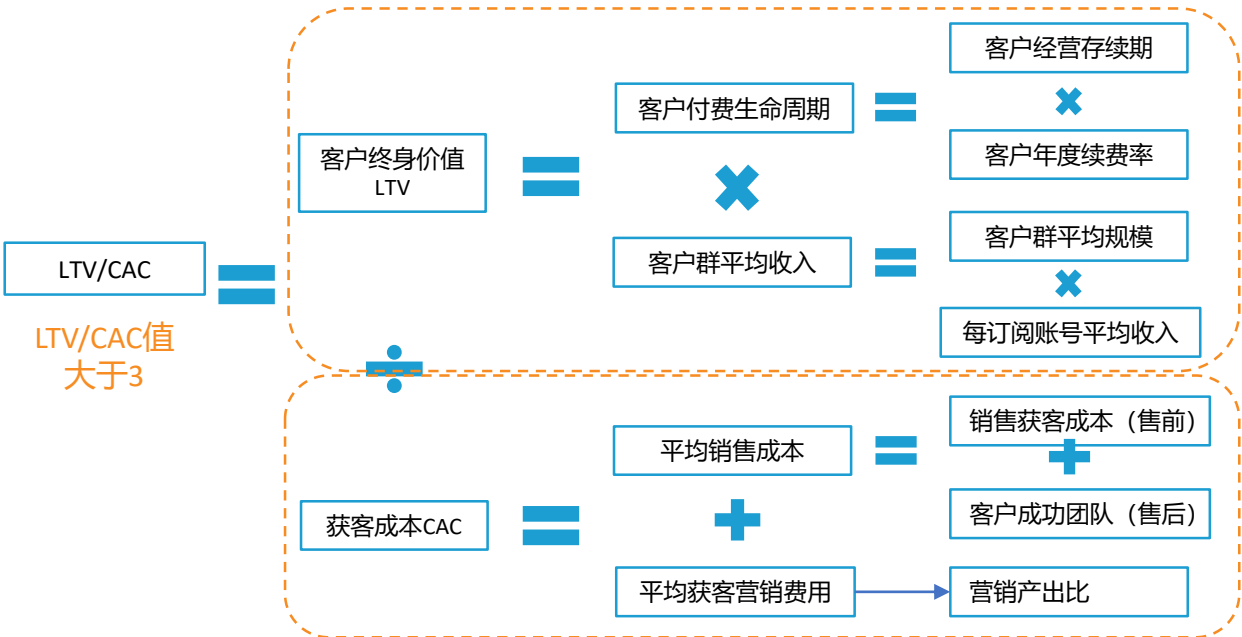 客户经营存续期
客户付费生命周期
客户年度续费率
客户终身价值
LTV
客户群平均规模
客户群平均收入
每订阅账号平均收入
LTV/CAC
LTV/CAC值
大于3
销售获客成本（售前）
平均销售成本
客户成功团队（售后）
获客成本CAC
平均获客营销费用
营销产出比